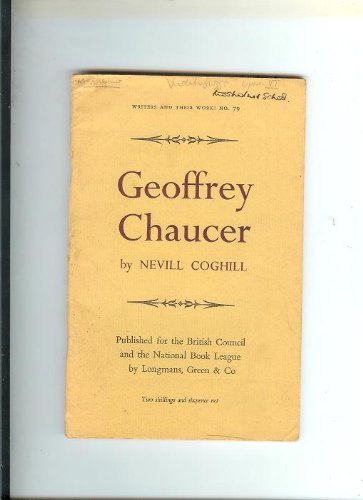 WRITERS AND THEIR WORK: NO. 79
Geoffrey
Chaucer
by NEVILL COGHILL
Published for the British Council
and the National Book League
by Longmans, Green & Co
Two shillings and sixpence net